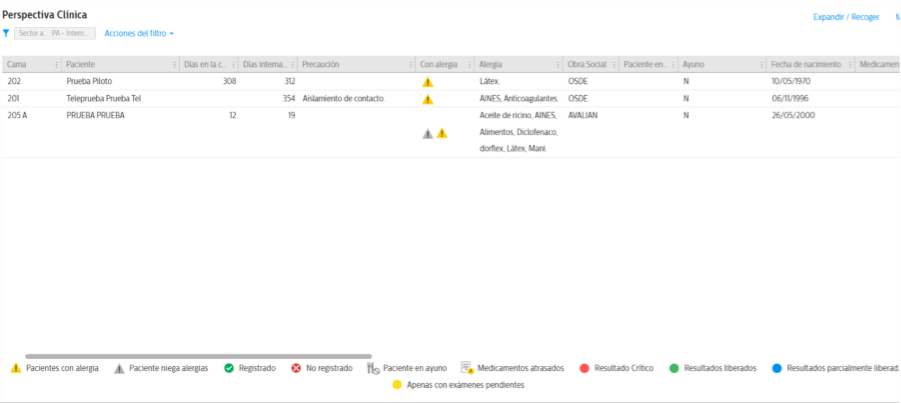 Perspectiva Clínica
Expandir / Recoger
Sector a... : PA - Intern...
Acciones del filtro
Cama Paciente Días en la c... Días interna... Precaución Con alergia Alergia Obra Social Paciente en... Ayuno Fecha de nacimiento Medicamen
202 Prueba Piloto 308 312 Látex. OSDE N 10/05/1970
201 Teleprueba Prueba Tel 354 Aislamiento de contacto. AINES, Anticoagulantes. OSDE N 06/11/1996
205 A PRUEBA PRUEBA 12 19 Aceite de ricino, AINES, AVALIAN N 26/05/2000
Alimentos, Diclofenaco,
dorflex, Látex, Mani.
Pacientes con alergia Paciente niega alergias Registrado No registrado Paciente en ayuno Medicamentos atrasados Resultado Crítico Resultados liberados Resultados parcialmente liberad
Apenas con exámenes pendientes